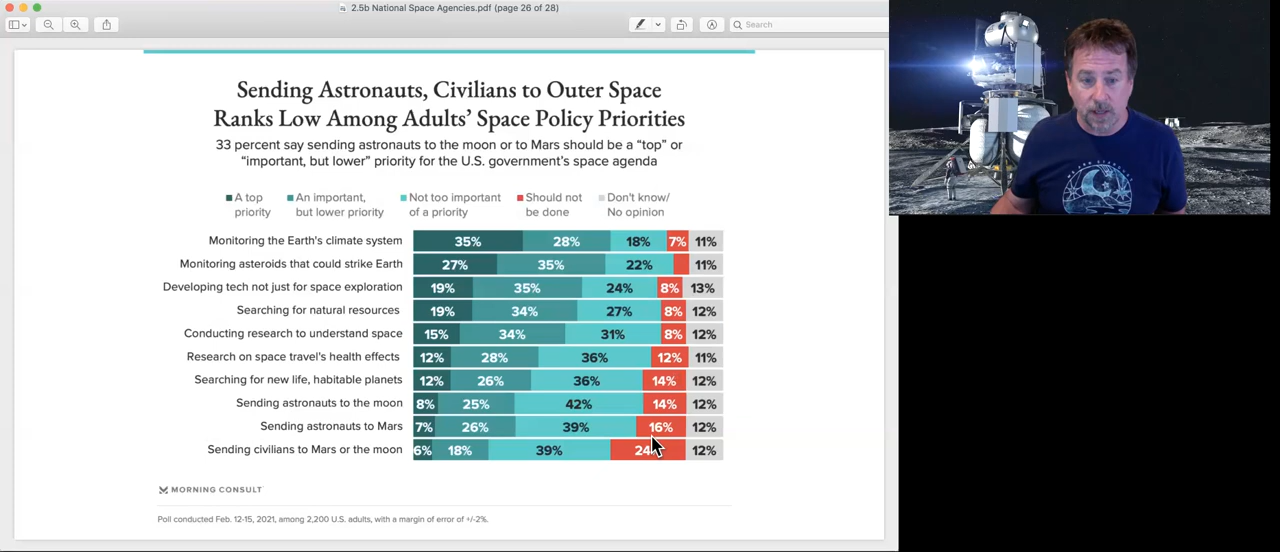 2.5b National Space Agencies.pdf (page 26 of 28)
Search
Sending Astronauts, Civilians to Outer Space
Ranks Low Among Adults’ Space Policy Priorities
33 percent say sending astronauts to the moon or to Mars should be a “top” or
“important, but lower” priority for the U.S. government’s space agenda
A top priority
An important, but lower priority
Not too important of a priority
Should not be done
Don't know/ No opinion
Monitoring the Earth's climate system 35% 28% 18% 7% 11%
Monitoring asteroids that could strike Earth 27% 35% 22% 11%
Developing tech not just for space exploration 19% 35% 24% 8% 13%
Searching for natural resources 19% 34% 27% 8% 12%
Conducting research to understand space 15% 34% 31% 8% 12%
Research on space travel's health effects 12% 28% 36% 12% 11%
Searching for new life, habitable planets 12% 26% 36% 14% 12%
Sending astronauts to the moon 8% 25% 42% 14% 12%
Sending astronauts to Mars 7% 26% 39% 16% 12%
Sending civilians to Mars or the moon 6% 18% 39% 24 12%
MORNING CONSULT
Poll conducted Feb. 12-15, 2021, among 2,200 U.S. adults, with a margin of error of +/-2%.